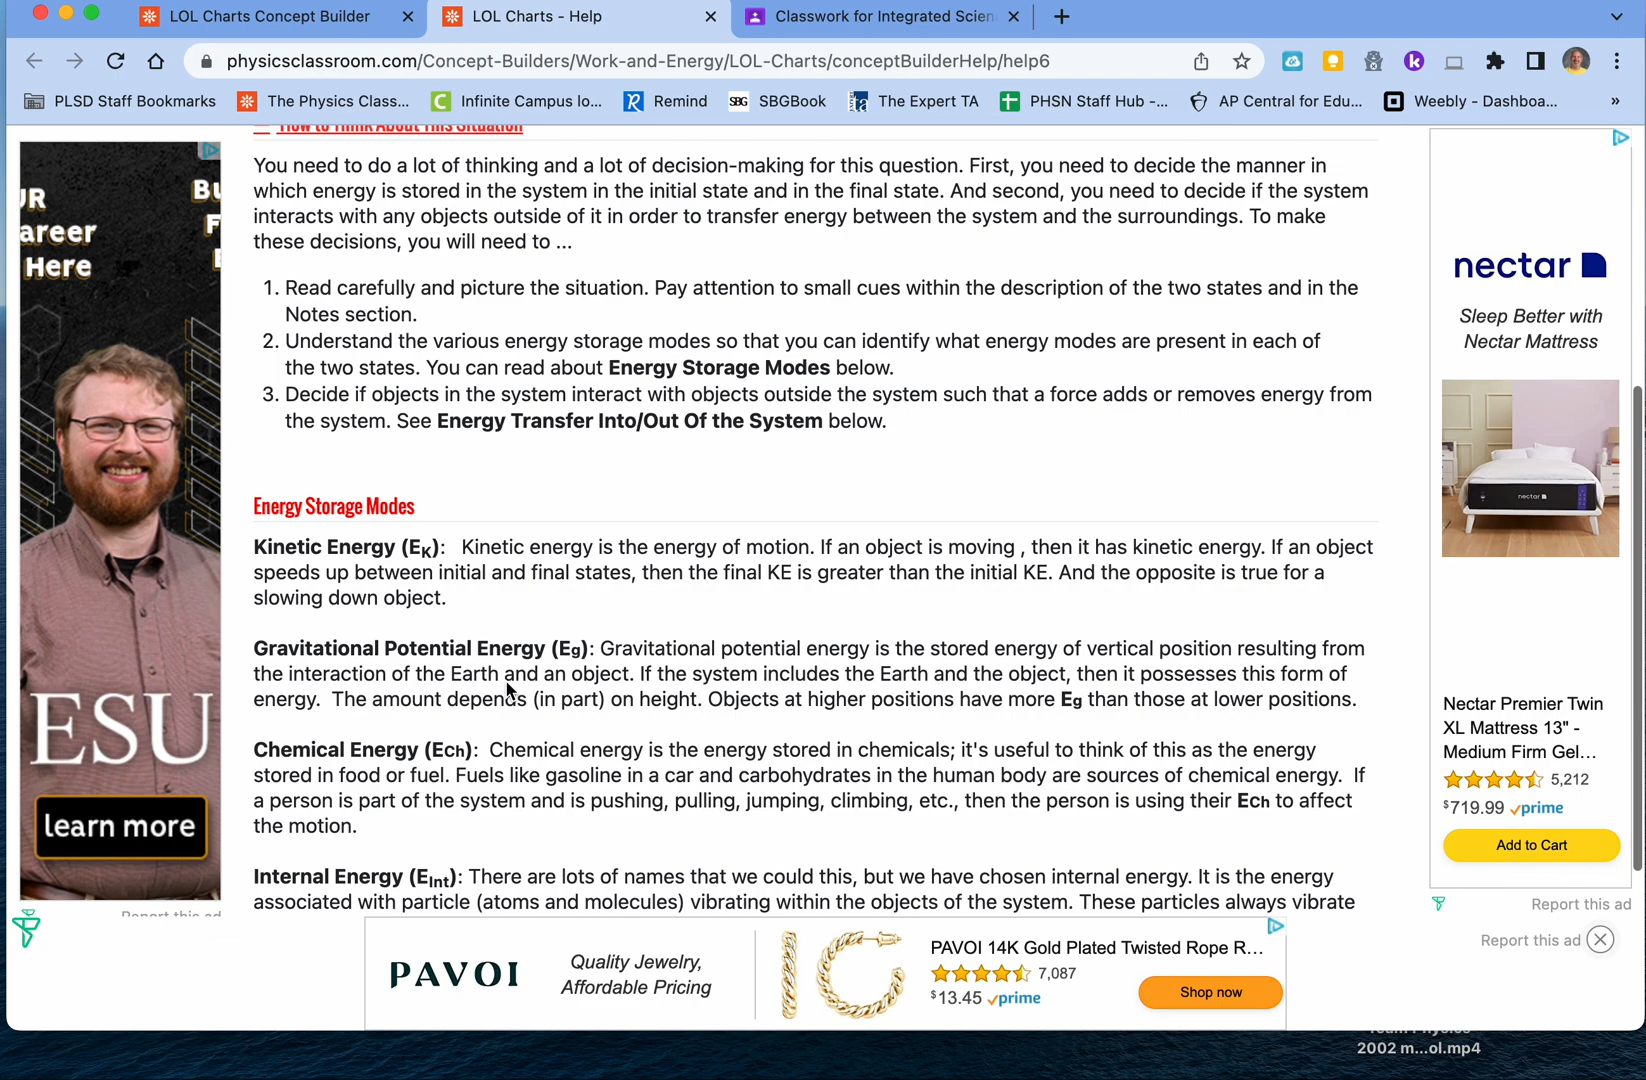 LOL Charts Concept Builder
LOL Charts - Help
Classwork for Integrated Scien
physicsclassroom.com/Concept-Builders/Work-and-Energy/LOL-Charts/conceptBuilderHelp/help6
PLSD Staff Bookmarks
The Physics Class...
Infinite Campus lo...
Remind
SBG
SBGBook
The Expert TA
PHSN Staff Hub -...
AP Central for Edu...
Weebly - Dashboa...
»
How to Think About This Situation
You need to do a lot of thinking and a lot of decision-making for this question. First, you need to decide the manner in
which energy is stored in the system in the initial state and in the final state. And second, you need to decide if the system
interacts with any objects outside of it in order to transfer energy between the system and the surroundings. To make
these decisions, you will need to ...
1. Read carefully and picture the situation. Pay attention to small cues within the description of the two states and in the
Notes section.
2. Understand the various energy storage modes so that you can identify what energy modes are present in each of
the two states. You can read about Energy Storage Modes below.
3. Decide if objects in the system interact with objects outside the system such that a force adds or removes energy from
the system. See Energy Transfer Into/Out Of the System below.
Energy Storage Modes
Kinetic Energy (EK): Kinetic energy is the energy of motion. If an object is moving , then it has kinetic energy. If an object
speeds up between initial and final states, then the final KE is greater than the initial KE. And the opposite is true for a
slowing down object.
Gravitational Potential Energy (Eg): Gravitational potential energy is the stored energy of vertical position resulting from
the interaction of the Earth and an object. If the system includes the Earth and the object, then it possesses this form of
energy. The amount depends (in part) on height. Objects at higher positions have more Eg than those at lower positions.
Chemical Energy (Ech): Chemical energy is the energy stored in chemicals; it's useful to think of this as the energy
stored in food or fuel. Fuels like gasoline in a car and carbohydrates in the human body are sources of chemical energy. If
a person is part of the system and is pushing, pulling, jumping, climbing, etc., then the person is using their Ech to affect
the motion.
Internal Energy (EInt): There are lots of names that we could this, but we have chosen internal energy. It is the energy
associated with particle (atoms and molecules) vibrating within the objects of the system. These particles always vibrate
UR
Bu
areer
F
Here
ESU
learn more
Report this ad
nectar
Sleep Better with
Nectar Mattress
nectar
Nectar Premier Twin
XL Mattress 13" -
Medium Firm Gel...
5,212
$719.99 prime
Add to Cart
Report this ad
Report this ad
PAVOI
Quality Jewelry,
Affordable Pricing
PAVOI 14K Gold Plated Twisted Rope R...
7,087
$13.45 prime
Shop now
2002 m...ol.mp4